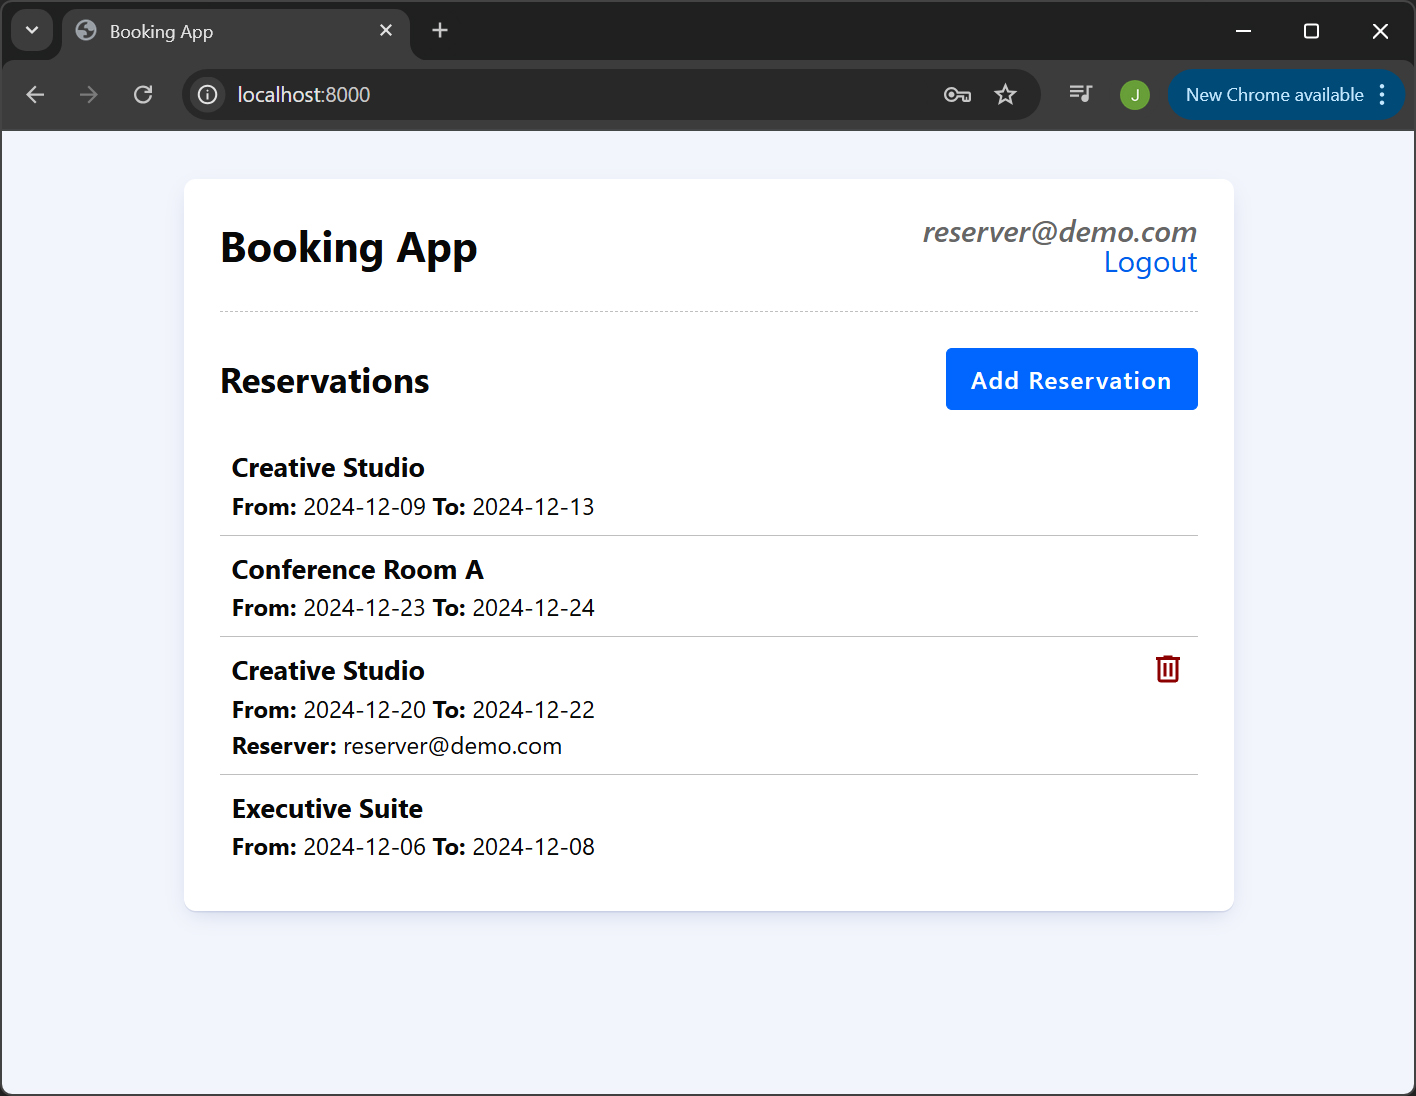 Booking App
localhost:8000
J
New Chrome available
Booking App
reserver@demo.com
Logout
Reservations
Add Reservation
Creative Studio
From: 2024-12-09 To: 2024-12-13
Conference Room A
From: 2024-12-23 To: 2024-12-24
Creative Studio
From: 2024-12-20 To: 2024-12-22
Reserver: reserver@demo.com
Executive Suite
From: 2024-12-06 To: 2024-12-08